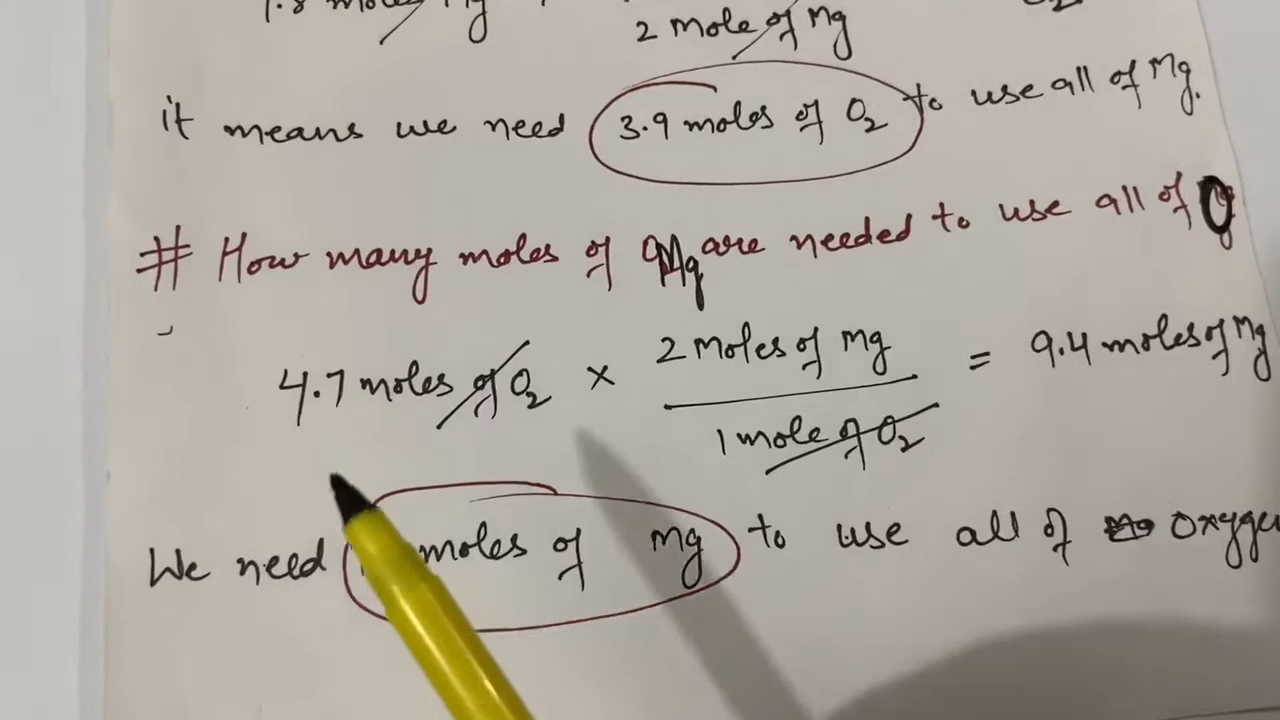 2 mole of Mg
it means we need 3.9 moles of O2 to use all of Mg.
# How many moles of Mg are needed to use all of O
4.7 moles of O2 × 2 Moles of Mg / 1 mole of O2 = 9.4 moles of Mg
We need moles of Mg to use all of